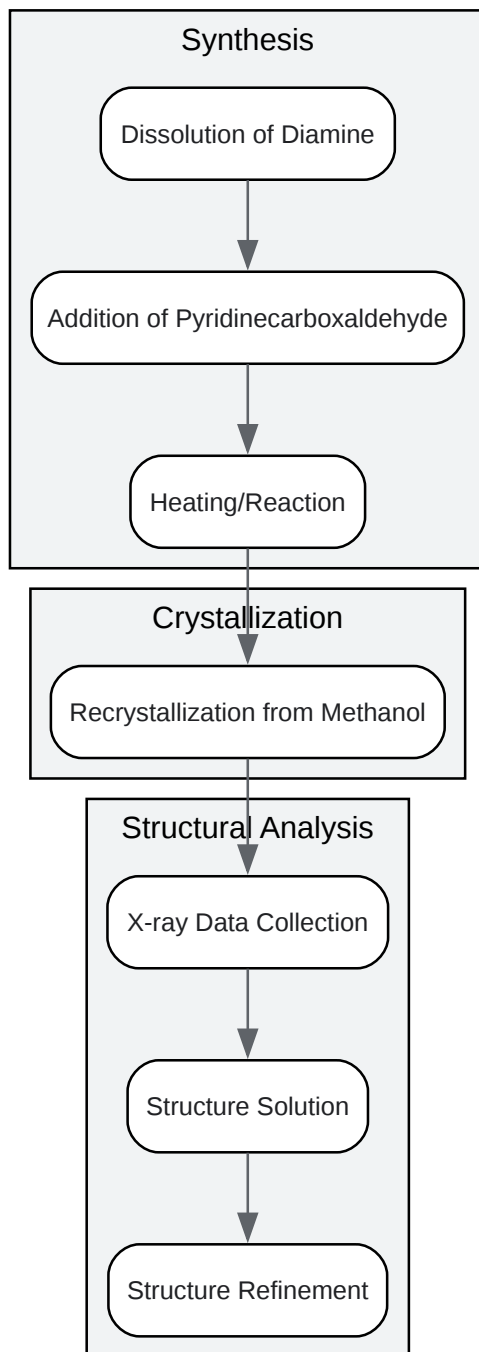 Synthesis
Dissolution of Diamine
Addition of Pyridinecarboxaldehyde
Heating/Reaction
Crystallization
Recrystallization from Methanol
Structural Analysis
X-ray Data Collection
Structure Solution
Structure Refinement